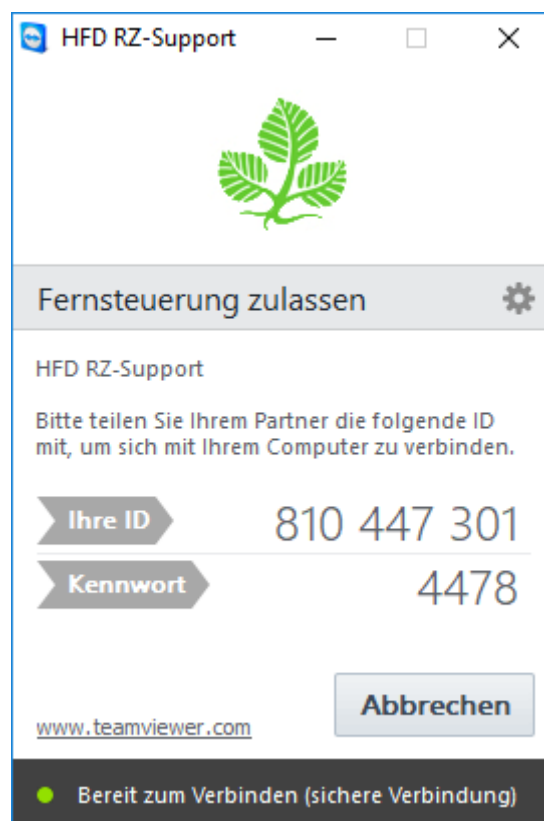 HFD RZ-Support
Fernsteuerung zulassen
HFD RZ-Support
Bitte teilen Sie Ihrem Partner die folgende ID
mit, um sich mit Ihrem Computer zu verbinden.
Ihre ID 810 447 301
Kennwort 4478
Abbrechen
www.teamviewer.com
Bereit zum Verbinden (sichere Verbindung)